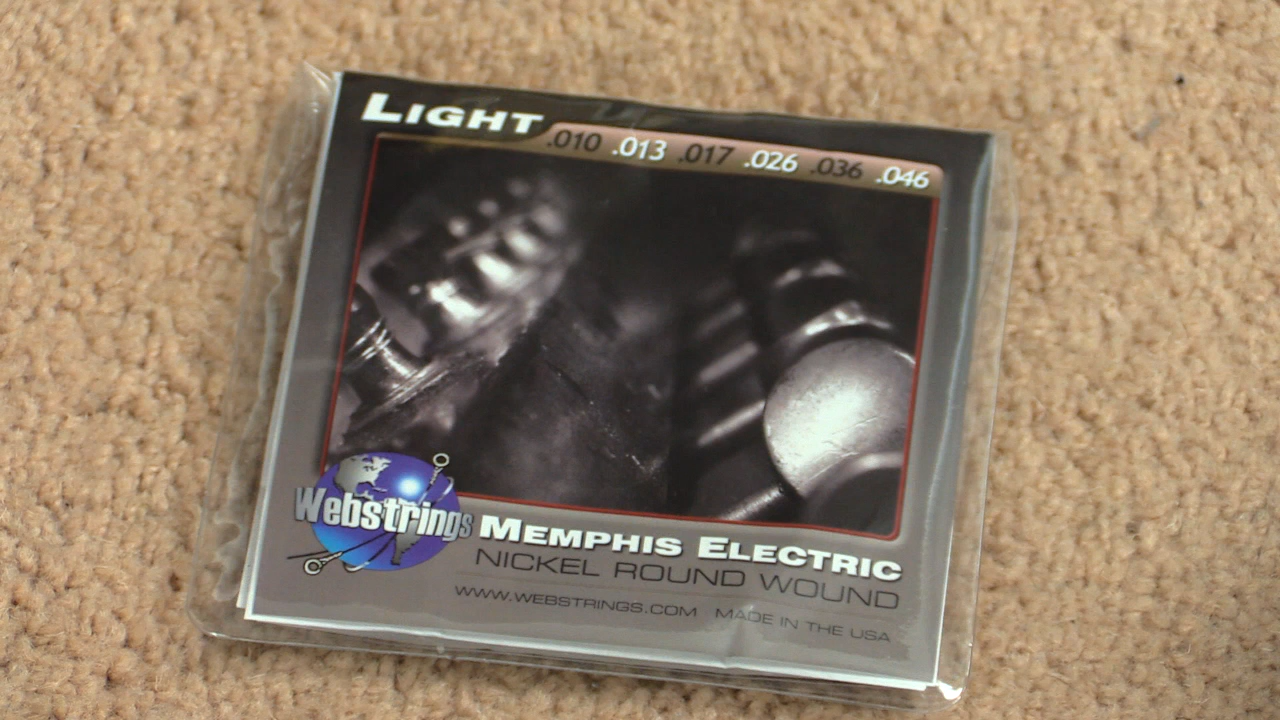 LIGHT
.010 .013 .017 .026 .036 .046
Webstrings
MEMPHIS ELECTRIC
NICKEL ROUND WOUND
WWW.WEBSTRINGS.COM MADE IN THE USA